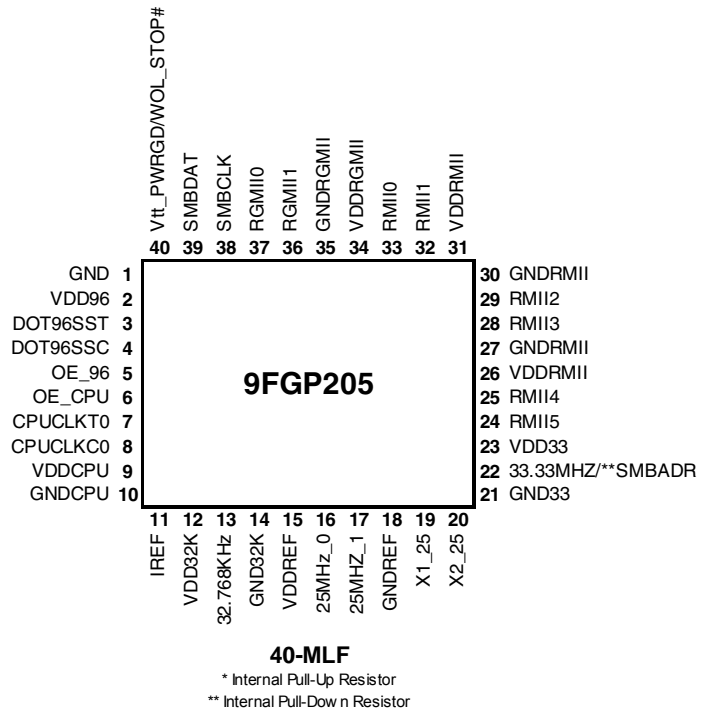 Vtt_PWRGD/WOL_STOP#
SMBDAT
SMBCLK
RGMII0
RGMII1
GNDRGMII
VDDRGMII
RMII0
RMII1
VDDRMII
40 39 38 37 36 35 34 33 32 31
GND 1
VDD96 2
DOT96SST 3
DOT96SSC 4
OE_96 5
OE_CPU 6
CPUCLKT0 7
CPUCLKC0 8
VDDCPU 9
GNDCPU 10
9FGP205
30 GNDRMII
29 RMII2
28 RMII3
27 GNDRMII
26 VDDRMII
25 RMII4
24 RMII5
23 VDD33
22 33.33MHZ/**SMBADR
21 GND33
11 12 13 14 15 16 17 18 19 20
IREF
VDD32K
32.768KHz
GND32K
VDDREF
25MHz_0
25MHZ_1
GNDREF
X1_25
X2_25
40-MLF
* Internal Pull-Up Resistor
** Internal Pull-Down Resistor